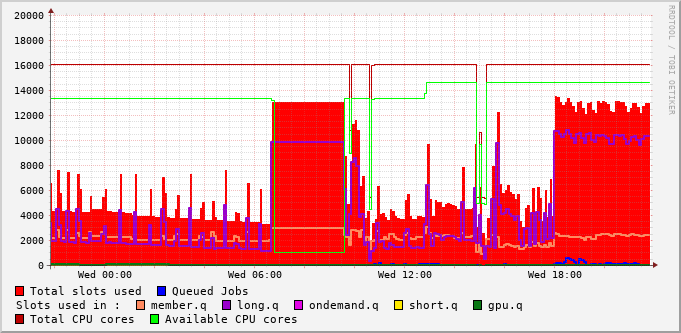 RRDTOOL / TOBI OETIKER
20000
18000
16000
14000
12000
10000
8000
6000
4000
2000
0
Wed 00:00 Wed 06:00 Wed 12:00 Wed 18:00
Total slots used Queued Jobs
Slots used in : member.q long.q ondemand.q short.q gpu.q
Total CPU cores Available CPU cores